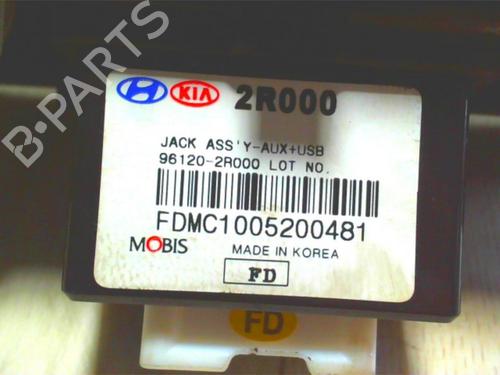 B-PARTS
H KIA 2R000
JACK ASS'Y-AUX+USB
96120-2R000 LOT NO.
FDMC1005200481
MOBIS MADE IN KOREA
FD
FD